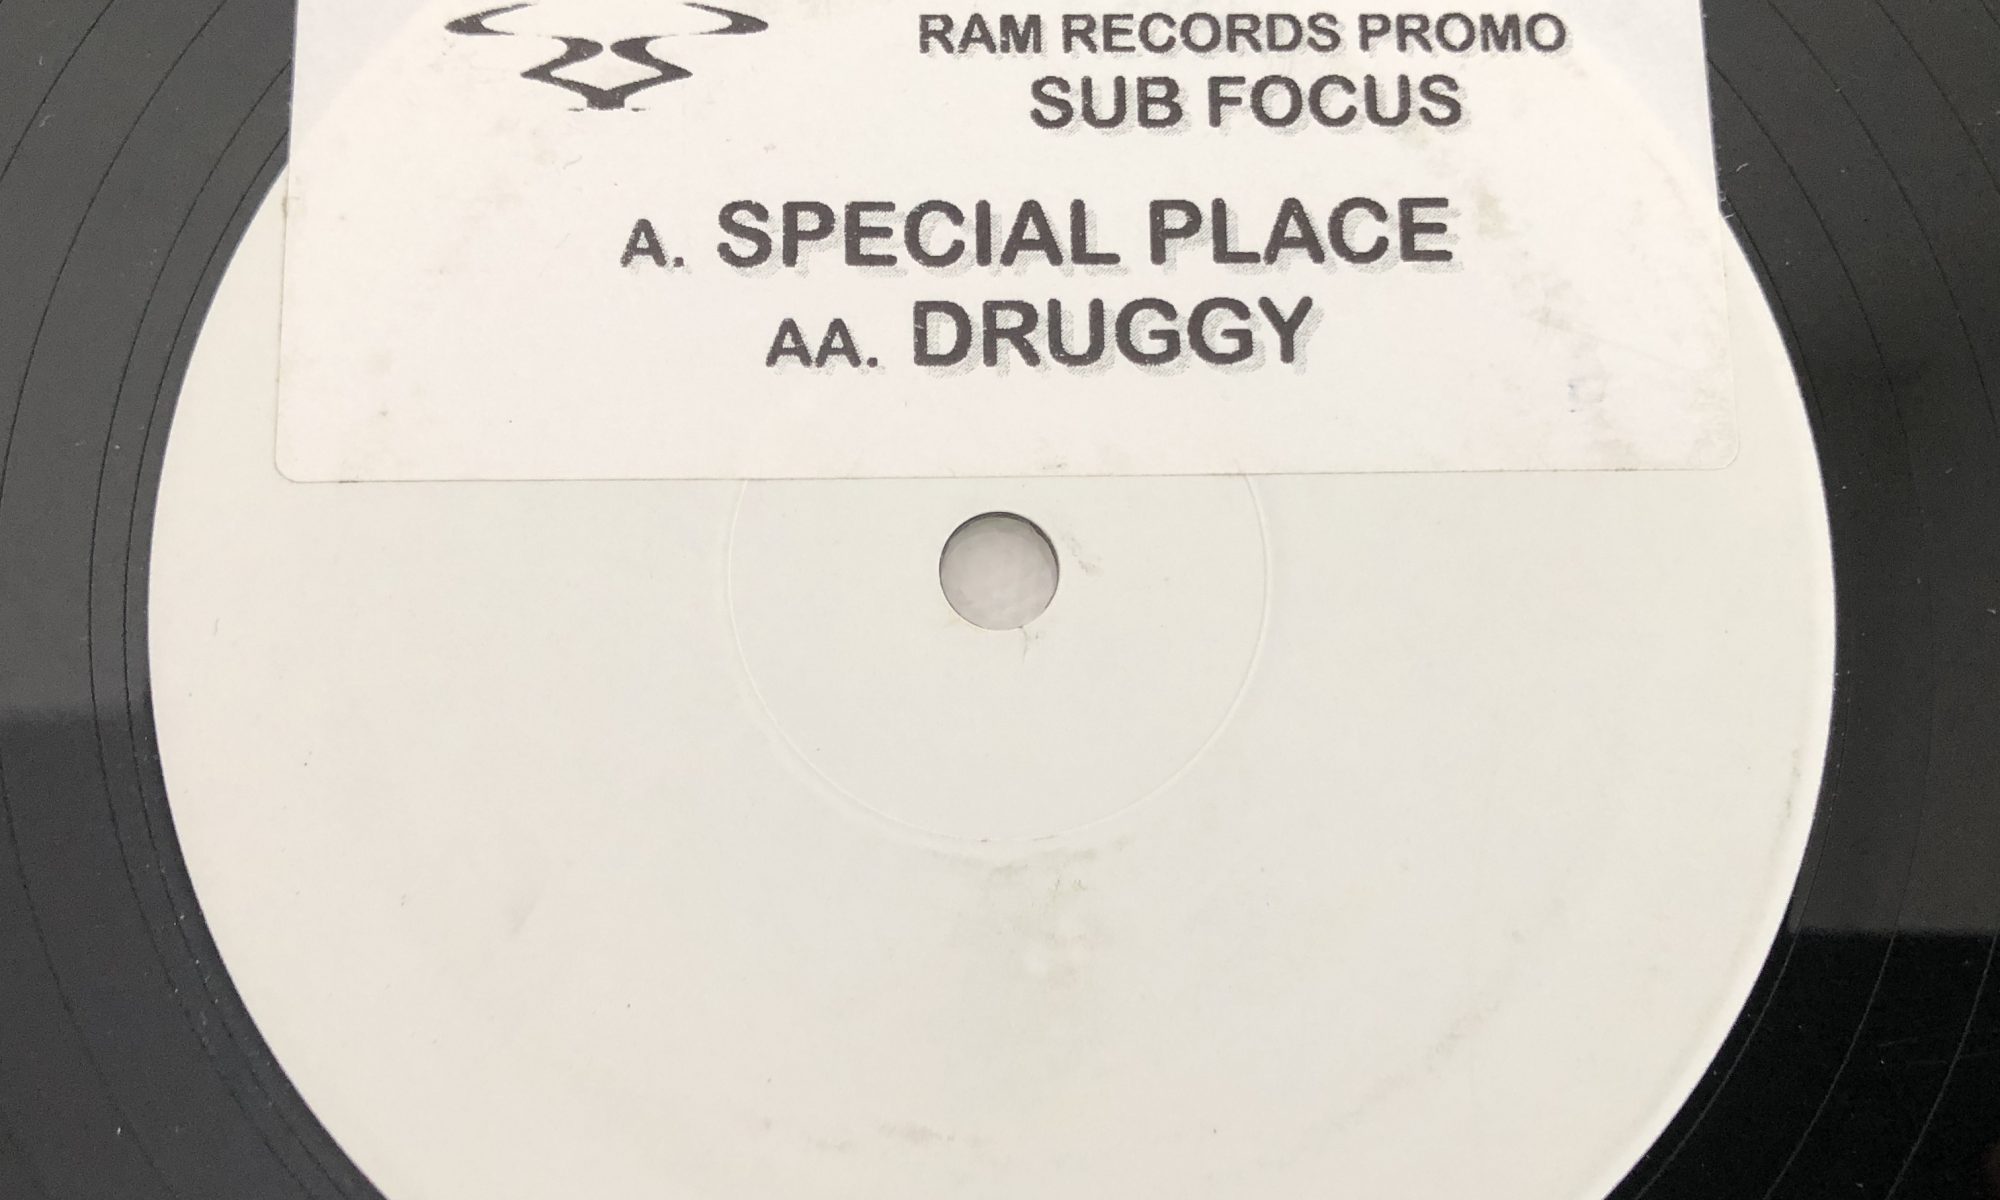 RAM RECORDS PROMO
SUB FOCUS
A. SPECIAL PLACE
AA. DRUGGY